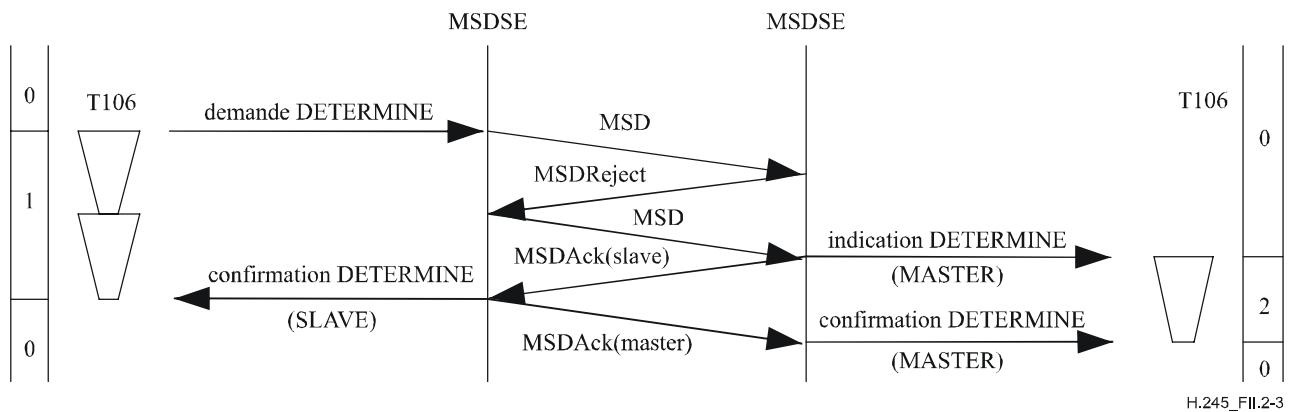 MSDSE
MSDSE
0
T106
T106
demande DETERMINE
MSD
0
MSDReject
1
MSD
indication DETERMINE
MSDAck(slave)
(MASTER)
confirmation DETERMINE
(SLAVE)
2
confirmation DETERMINE
MSDAck(master)
0
(MASTER)
0
H.245_FII.2-3